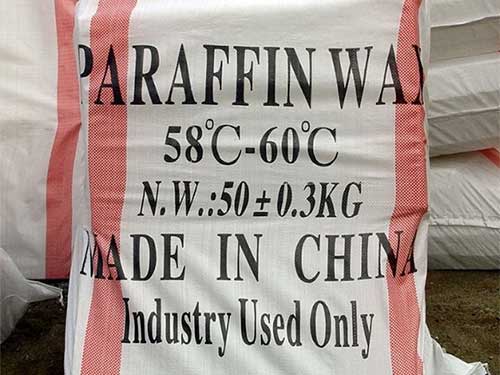 PARAFFIN WAX
58℃-60℃
N.W.:50±0.3KG
MADE IN CHINA
Industry Used Only